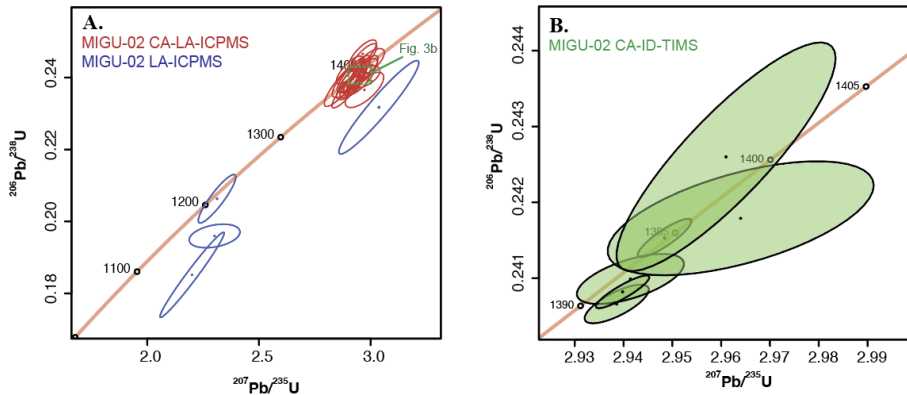 A.
MIGU-02 CA-LA-ICPMS
MIGU-02 LA-ICPMS
Fig. 3b
1300
1200
1100
0.24
0.22
0.20
0.18
²⁰⁶Pb/²³⁸U
2.0
2.5
3.0
²⁰⁷Pb/²³⁵U
B.
MIGU-02 CA-ID-TIMS
1405
1400
1395
1390
0.244
0.243
0.242
0.241
²⁰⁶Pb/²³⁸U
2.93
2.94
2.95
2.96
2.97
2.98
2.99
²⁰⁷Pb/²³⁵U